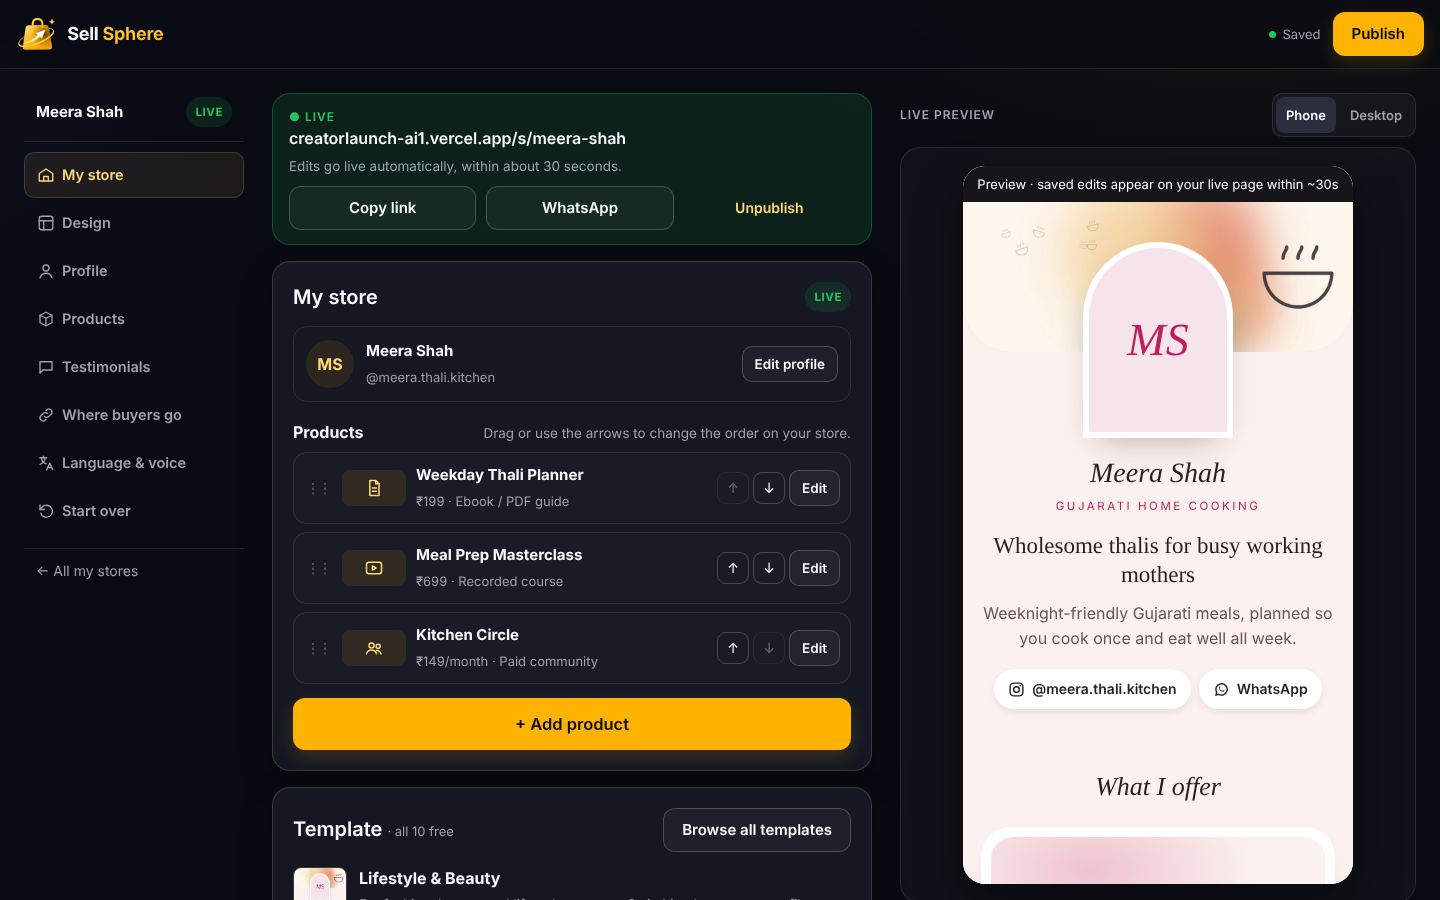 Sell Sphere
Saved
Publish
Meera Shah
LIVE
My store
Design
Profile
Products
Testimonials
Where buyers go
Language & voice
Start over
← All my stores
LIVE
creatorlaunch-ai1.vercel.app/s/meera-shah
Edits go live automatically, within about 30 seconds.
Copy link
WhatsApp
Unpublish
My store
LIVE
MS
Meera Shah
@meera.thali.kitchen
Edit profile
Products
Drag or use the arrows to change the order on your store.
Weekday Thali Planner
₹199 · Ebook / PDF guide
↑ ↓ Edit
Meal Prep Masterclass
₹699 · Recorded course
↑ ↓ Edit
Kitchen Circle
₹149/month · Paid community
↑ ↓ Edit
+ Add product
Template · all 10 free
Browse all templates
MS
Lifestyle & Beauty
LIVE PREVIEW
Phone
Desktop
Preview · saved edits appear on your live page within ~30s
MS
Meera Shah
GUJARATI HOME COOKING
Wholesome thalis for busy working
mothers
Weeknight-friendly Gujarati meals, planned so
you cook once and eat well all week.
@meera.thali.kitchen
WhatsApp
What I offer